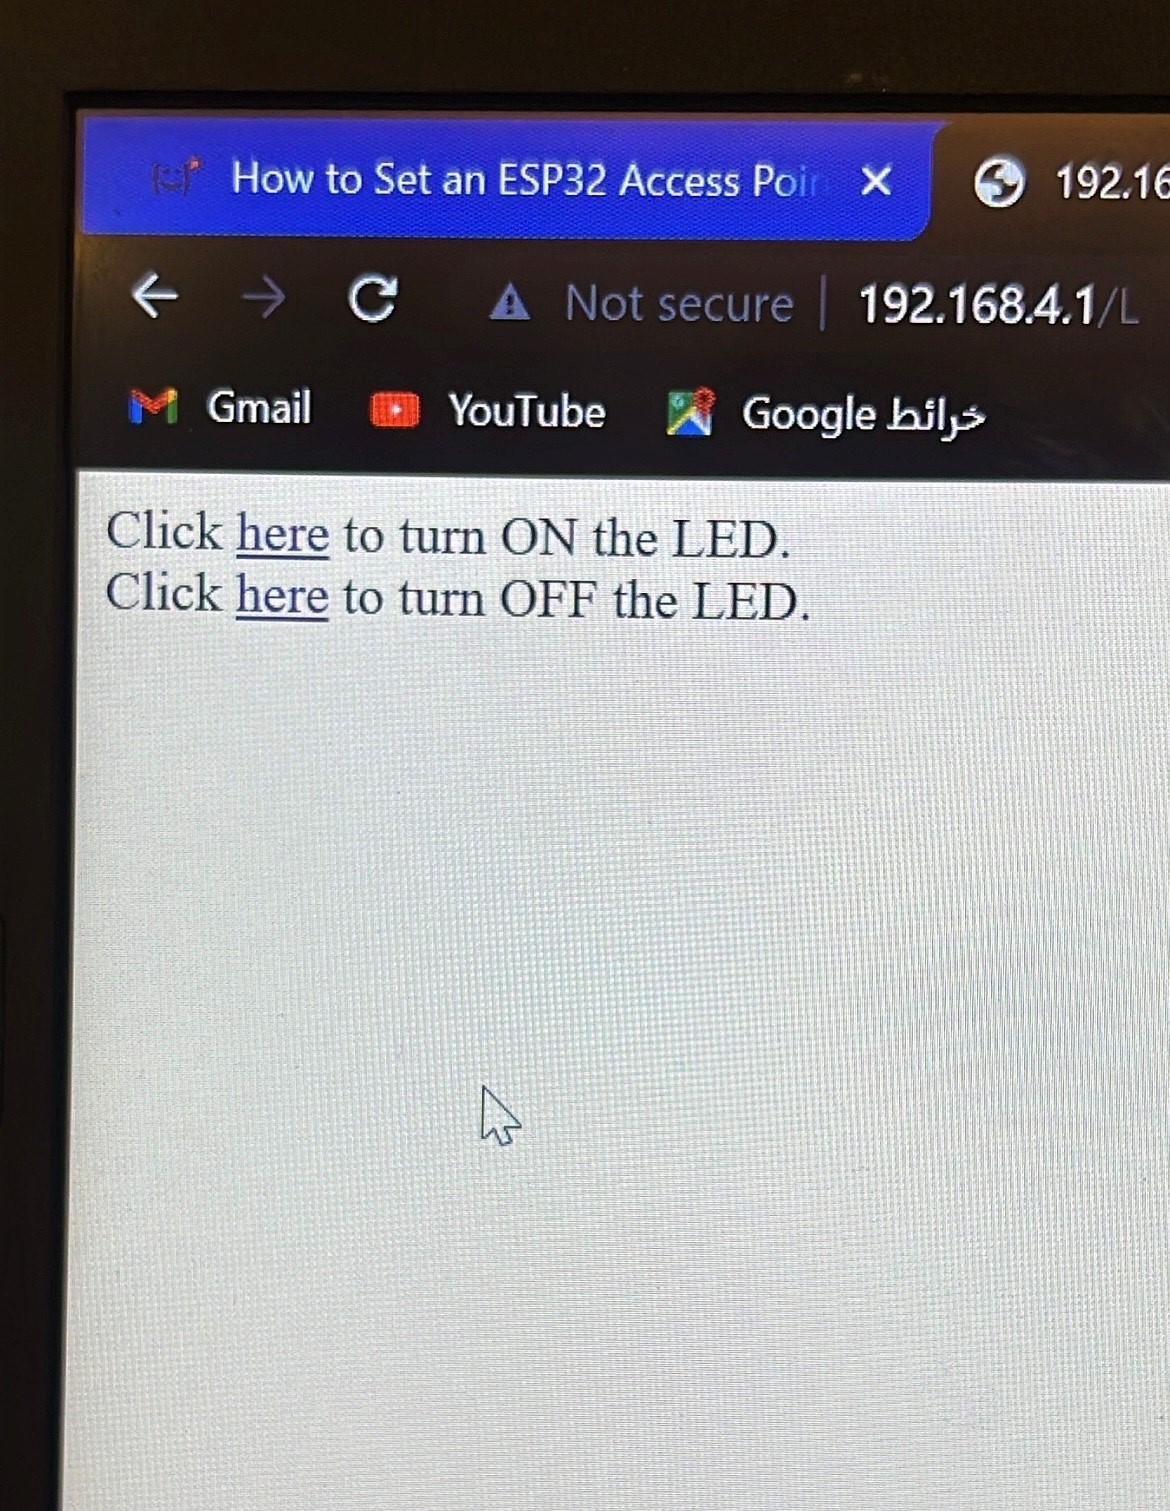 How to Set an ESP32 Access Poin
192.16
Not secure | 192.168.4.1/L
Gmail YouTube Google خرائط
Click here to turn ON the LED.
Click here to turn OFF the LED.